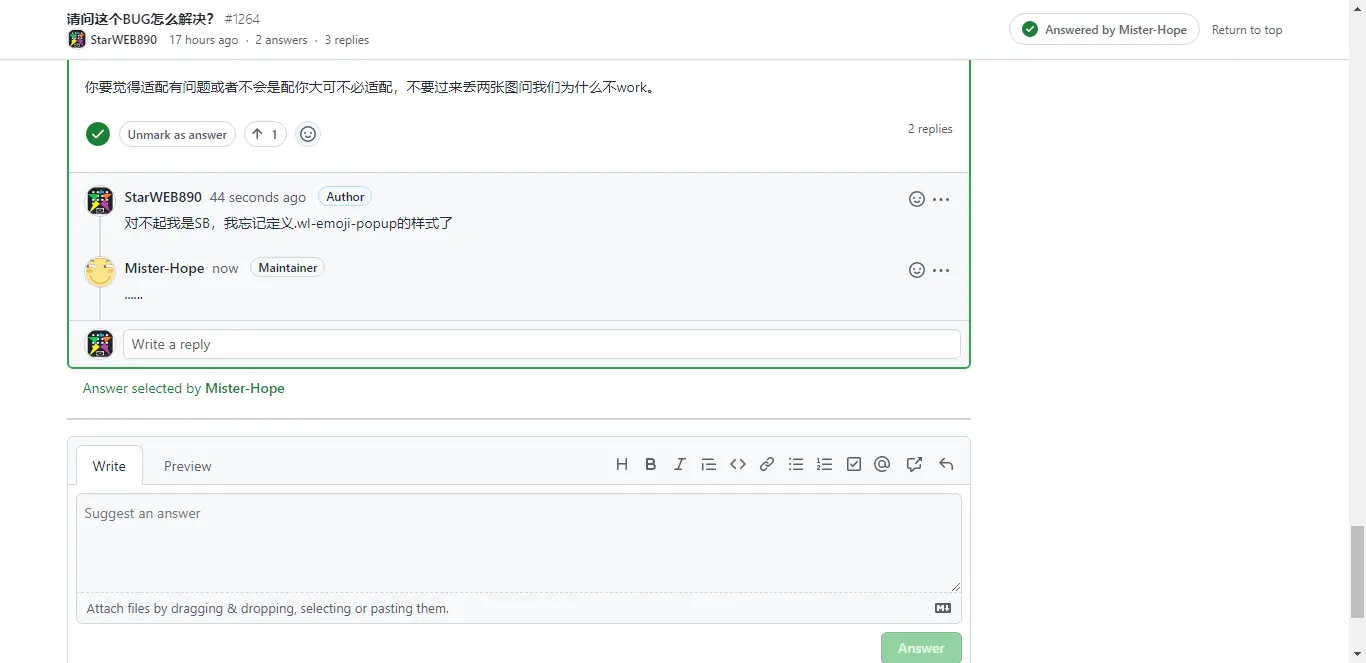 请问这个BUG怎么解决? #1264
StarWEB890 17 hours ago · 2 answers · 3 replies
Answered by Mister-Hope Return to top
你要觉得适配有问题或者不会是配你大可不必适配，不要过来丢两张图问我们为什么不work。
Unmark as answer ↑ 1
2 replies
StarWEB890 44 seconds ago Author
对不起我是SB，我忘记定义.wl-emoji-popup的样式了
Mister-Hope now Maintainer
......
Write a reply
Answer selected by Mister-Hope
Write Preview
Suggest an answer
Attach files by dragging & dropping, selecting or pasting them.
Answer